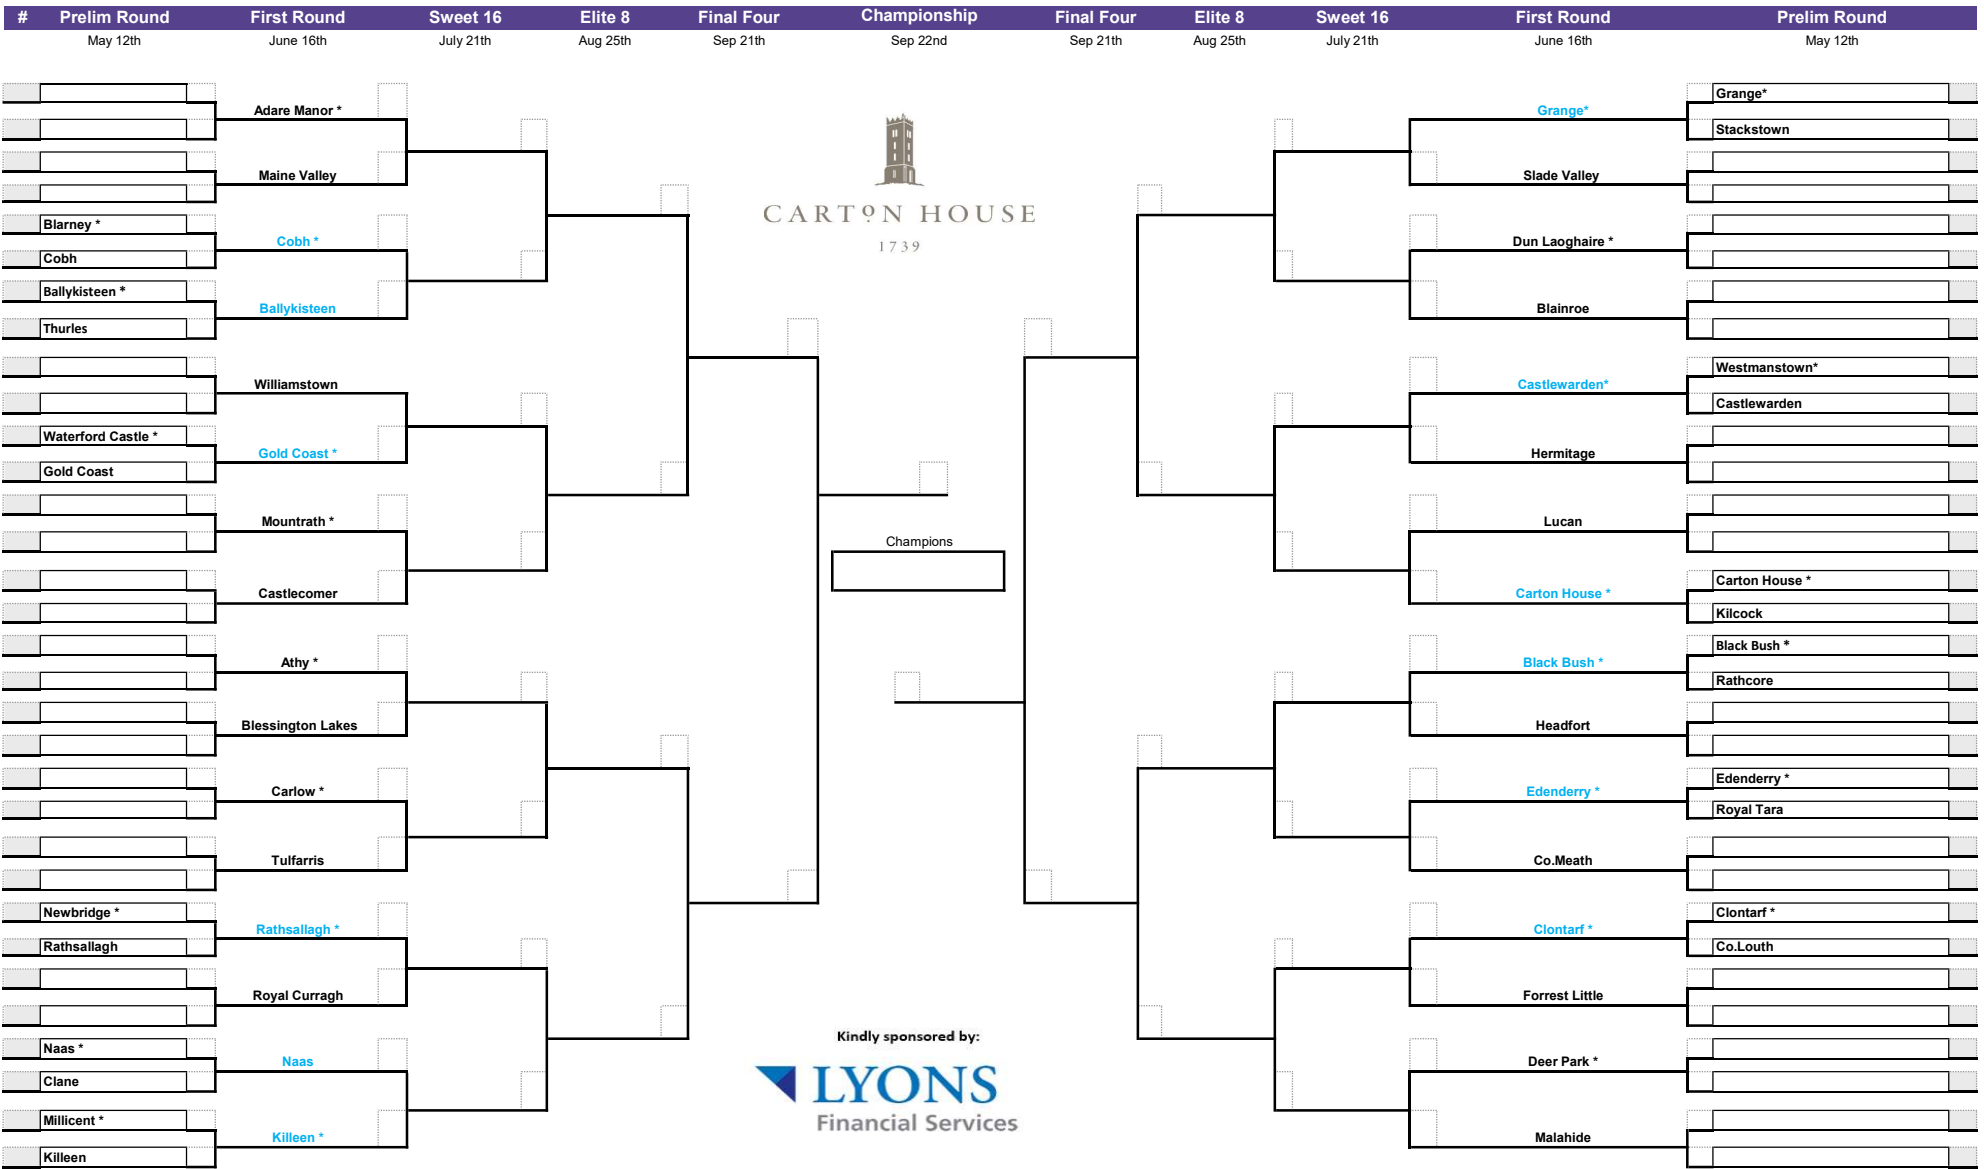 # Prelim Round First Round Sweet 16 Elite 8 Final Four Championship Final Four Elite 8 Sweet 16 First Round Prelim Round
May 12th June 16th July 21th Aug 25th Sep 21th Sep 22nd Sep 21th Aug 25th July 21th June 16th May 12th
Adare Manor *
Maine Valley
Blarney *
Cobh *
Cobh
Ballykisteen *
Ballykisteen
Thurles
Williamstown
Waterford Castle *
Gold Coast *
Gold Coast
Mountrath *
Castlecomer
Athy *
Blessington Lakes
Carlow *
Tulfarris
Newbridge *
Rathsallagh *
Rathsallagh
Royal Curragh
Naas *
Naas
Clane
Millicent *
Killeen *
Killeen
CARTON HOUSE
1739
Champions
Kindly sponsored by:
LYONS
Financial Services
Grange*
Grange*
Stackstown
Slade Valley
Dun Laoghaire *
Blainroe
Westmanstown*
Castlewarden*
Castlewarden
Hermitage
Lucan
Carton House *
Carton House *
Kilcock
Black Bush *
Black Bush *
Rathcore
Headfort
Edenderry *
Edenderry *
Royal Tara
Co.Meath
Clontarf *
Clontarf *
Co.Louth
Forrest Little
Deer Park *
Malahide